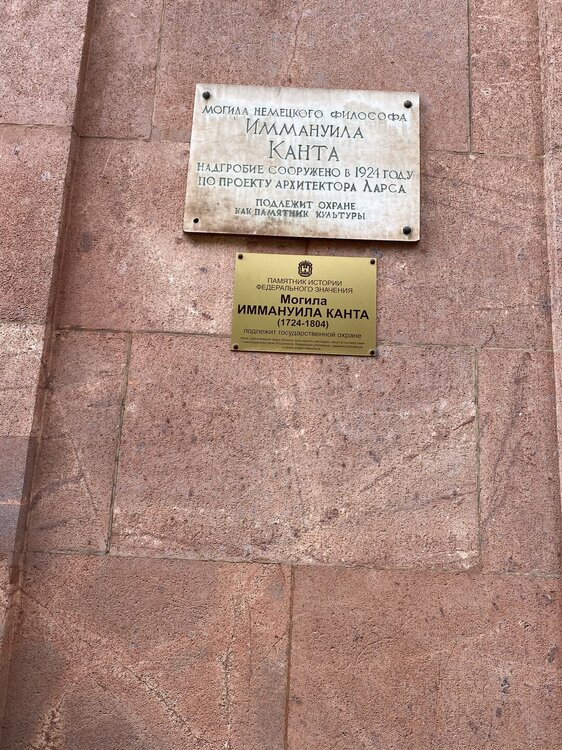 МОГИЛА НЕМЕЦКОГО ФИЛОСОФА
ИММАНУИЛА
КАНТА
НАДГРОБИЕ СООРУЖЕНО В 1924 ГОДУ
ПО ПРОЕКТУ АРХИТЕКТОРА ЛАРСА
ПОДЛЕЖИТ ОХРАНЕ
КАК ПАМЯТНИК КУЛЬТУРЫ
ПАМЯТНИК ИСТОРИИ
ФЕДЕРАЛЬНОГО ЗНАЧЕНИЯ
Могила
ИММАНУИЛА КАНТА
(1724-1804)
подлежит государственной охране